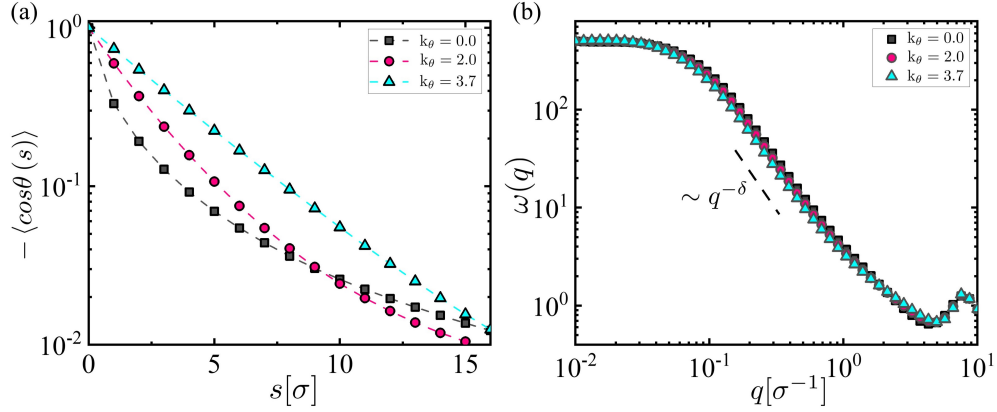 (a)
10^0
10^-1
10^-2
− ⟨cosθ (s)⟩
0
5
10
15
s[σ]
k_θ = 0.0
k_θ = 2.0
k_θ = 3.7
(b)
10^2
10^1
10^0
ω(q)
10^-2
10^-1
10^0
10^1
q[σ^−1]
k_θ = 0.0
k_θ = 2.0
k_θ = 3.7
∼ q^−δ